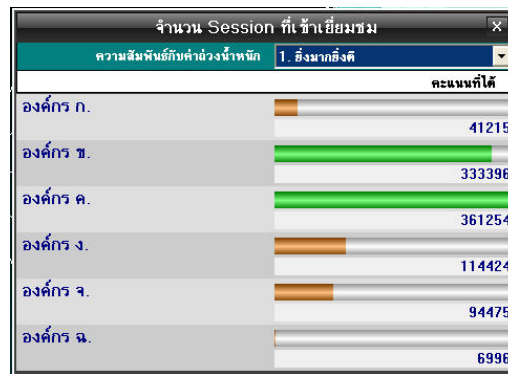 จำนวน Session ที่เข้าเยี่ยมชม
ความสัมพันธ์กับค่าถ่วงน้ำหนัก 1. ยิ่งมากยิ่งดี
คะแนนที่ได้
องค์กร ก.
41215
องค์กร ข.
333396
องค์กร ค.
361254
องค์กร ง.
114424
องค์กร จ.
94475
องค์กร ฉ.
6996